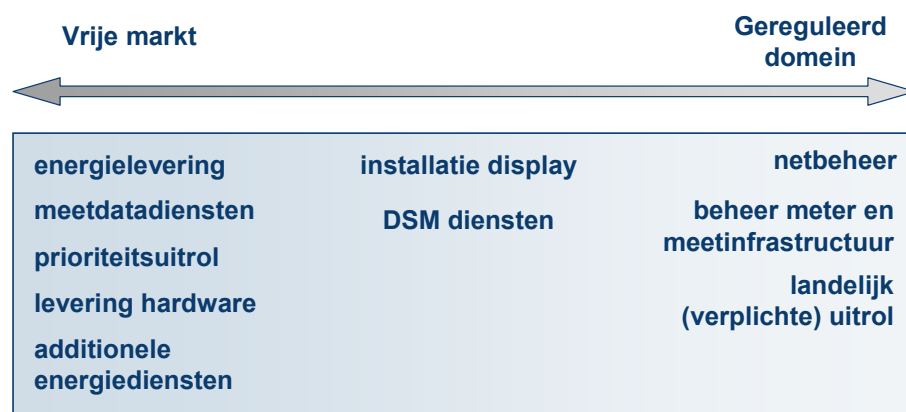 Vrije markt
Gereguleerd
domein
energielevering
meetdatadiensten
prioriteitsuitrol
levering hardware
additionele
energiediensten
installatie display
DSM diensten
netbeheer
beheer meter en
meetinfrastructuur
landelijk
(verplichte) uitrol